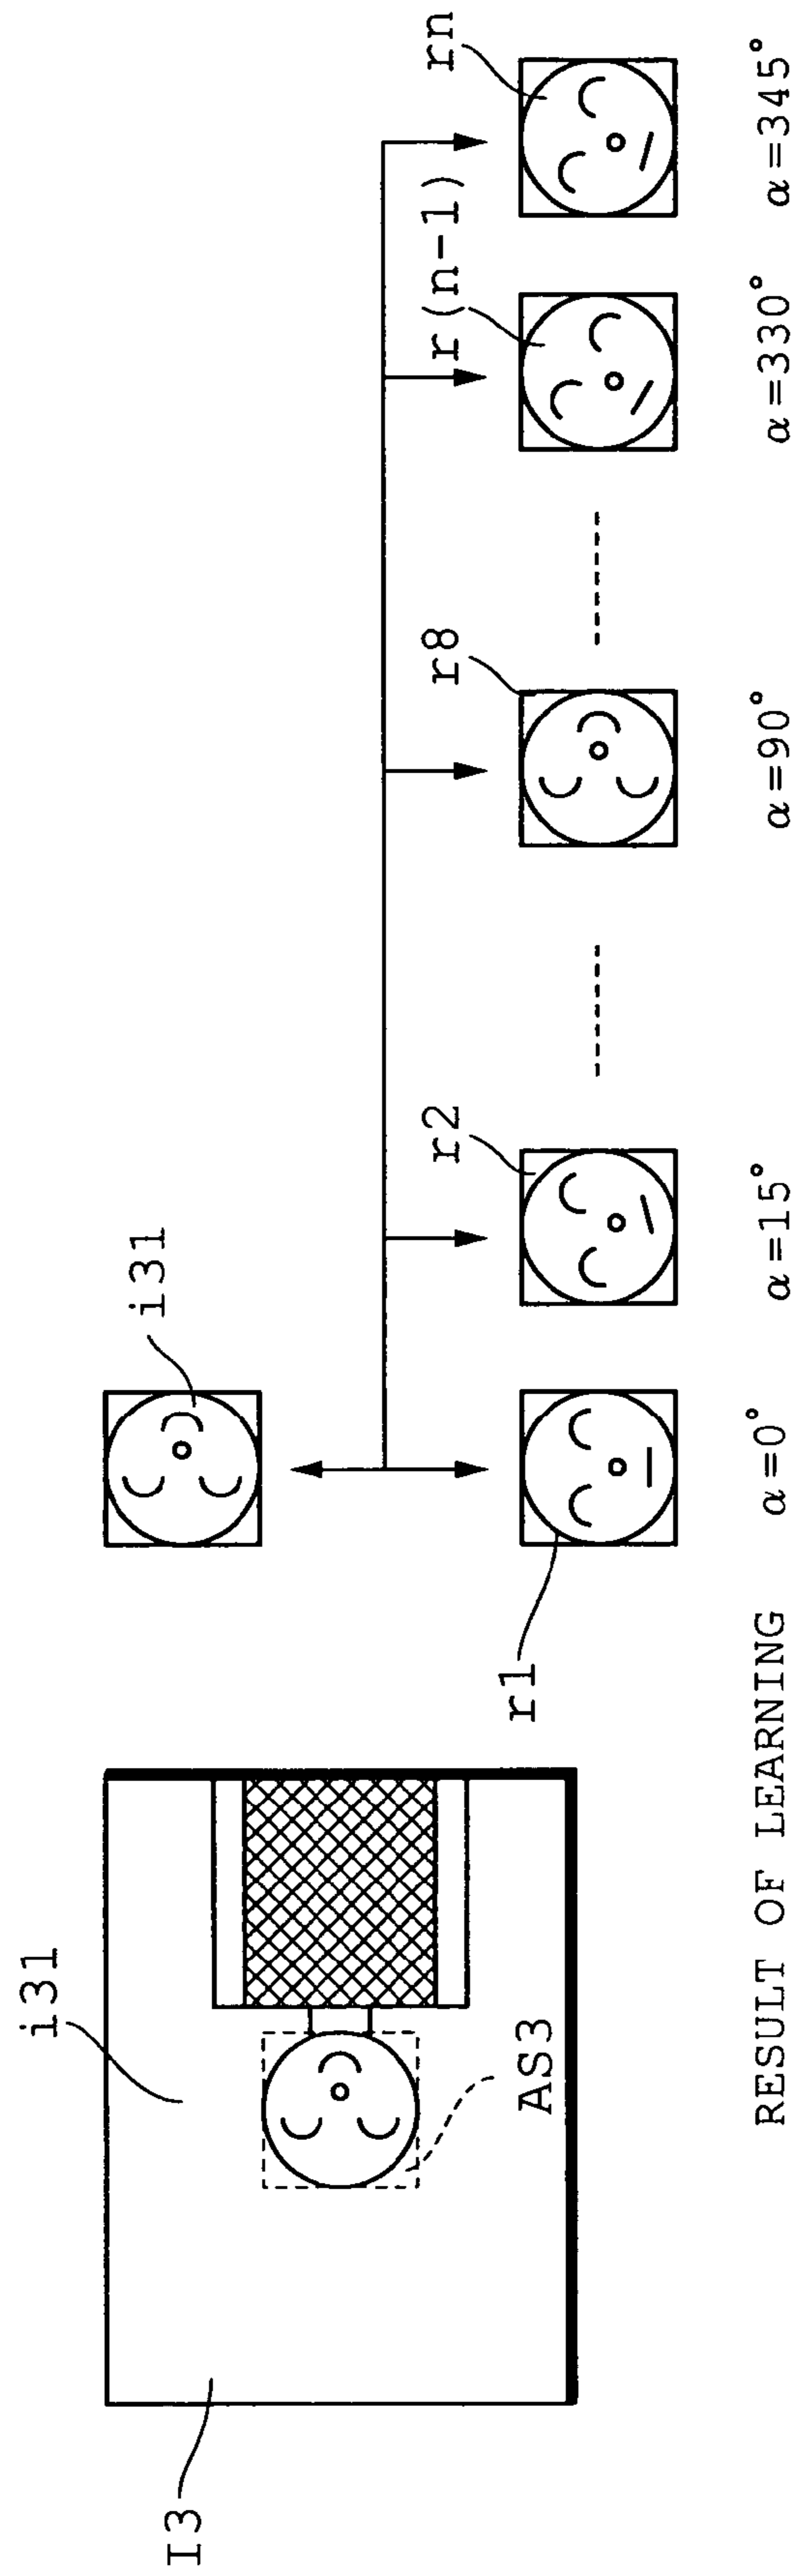 I3
i31
AS3
i31
r1
r2
r8
r(n-1)
rn
RESULT OF LEARNING
α=0°
α=15°
α=90°
α=330°
α=345°